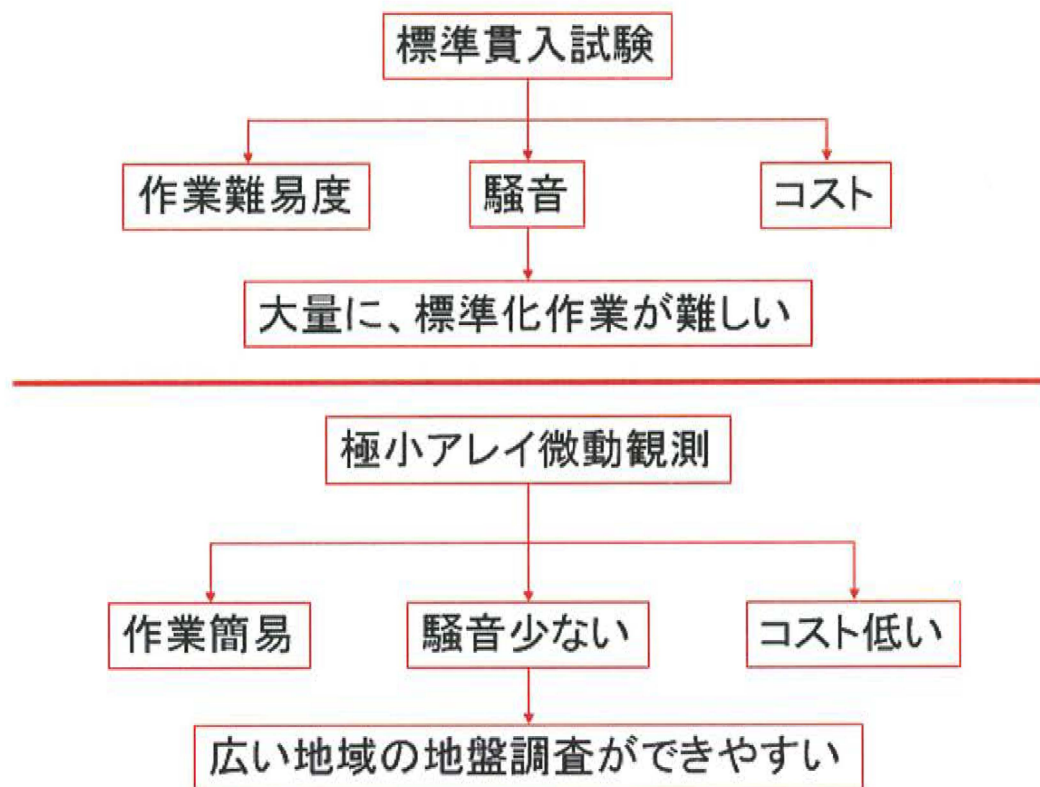 標準貫入試験
作業難易度
騒音
コスト
大量に、標準化作業が難しい
極小アレイ微動観測
作業簡易
騒音少ない
コスト低い
広い地域の地盤調査ができやすい